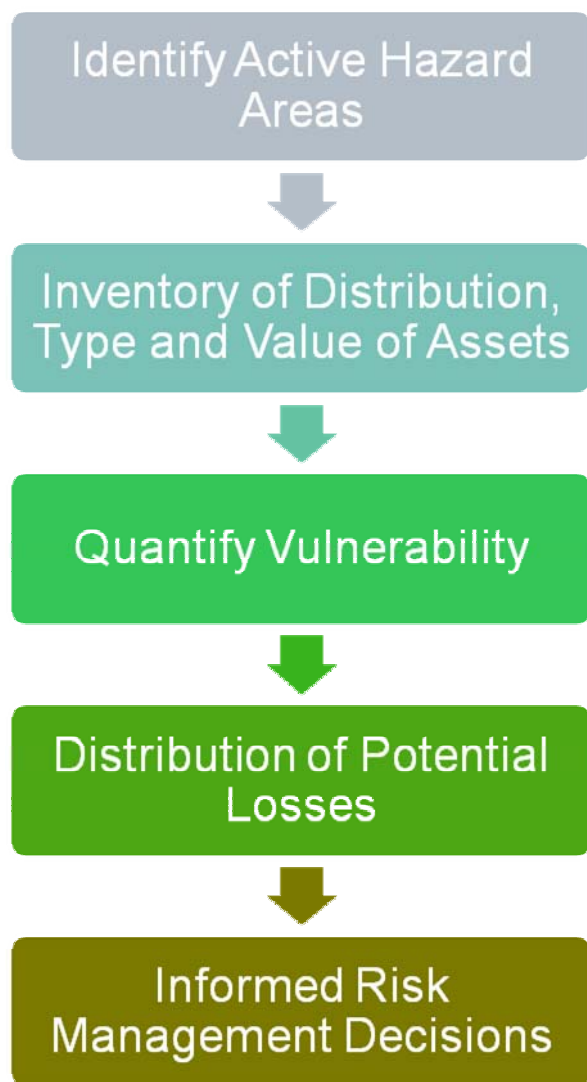 Identify Active Hazard
Areas
Inventory of Distribution,
Type and Value of Assets
Quantify Vulnerability
Distribution of Potential
Losses
Informed Risk
Management Decisions